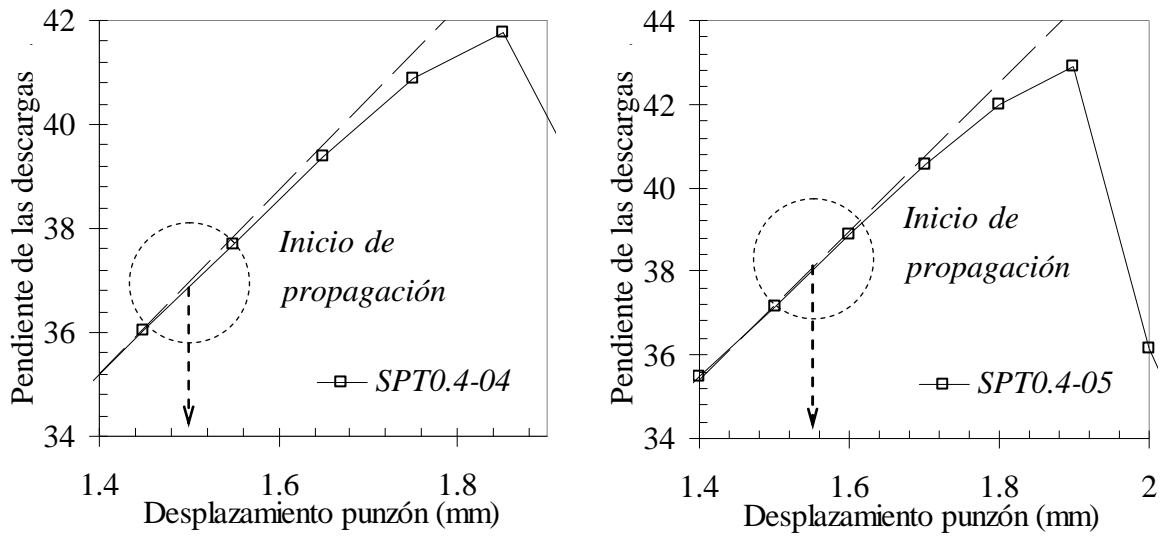 Pendiente de las descargas
42
40
38
36
34
Inicio de
propagación
SPT0.4-04
1.4
1.6
1.8
Desplazamiento punzón (mm)
Pendiente de las descargas
44
42
40
38
36
34
Inicio de
propagación
SPT0.4-05
1.4
1.6
1.8
2
Desplazamiento punzón (mm)